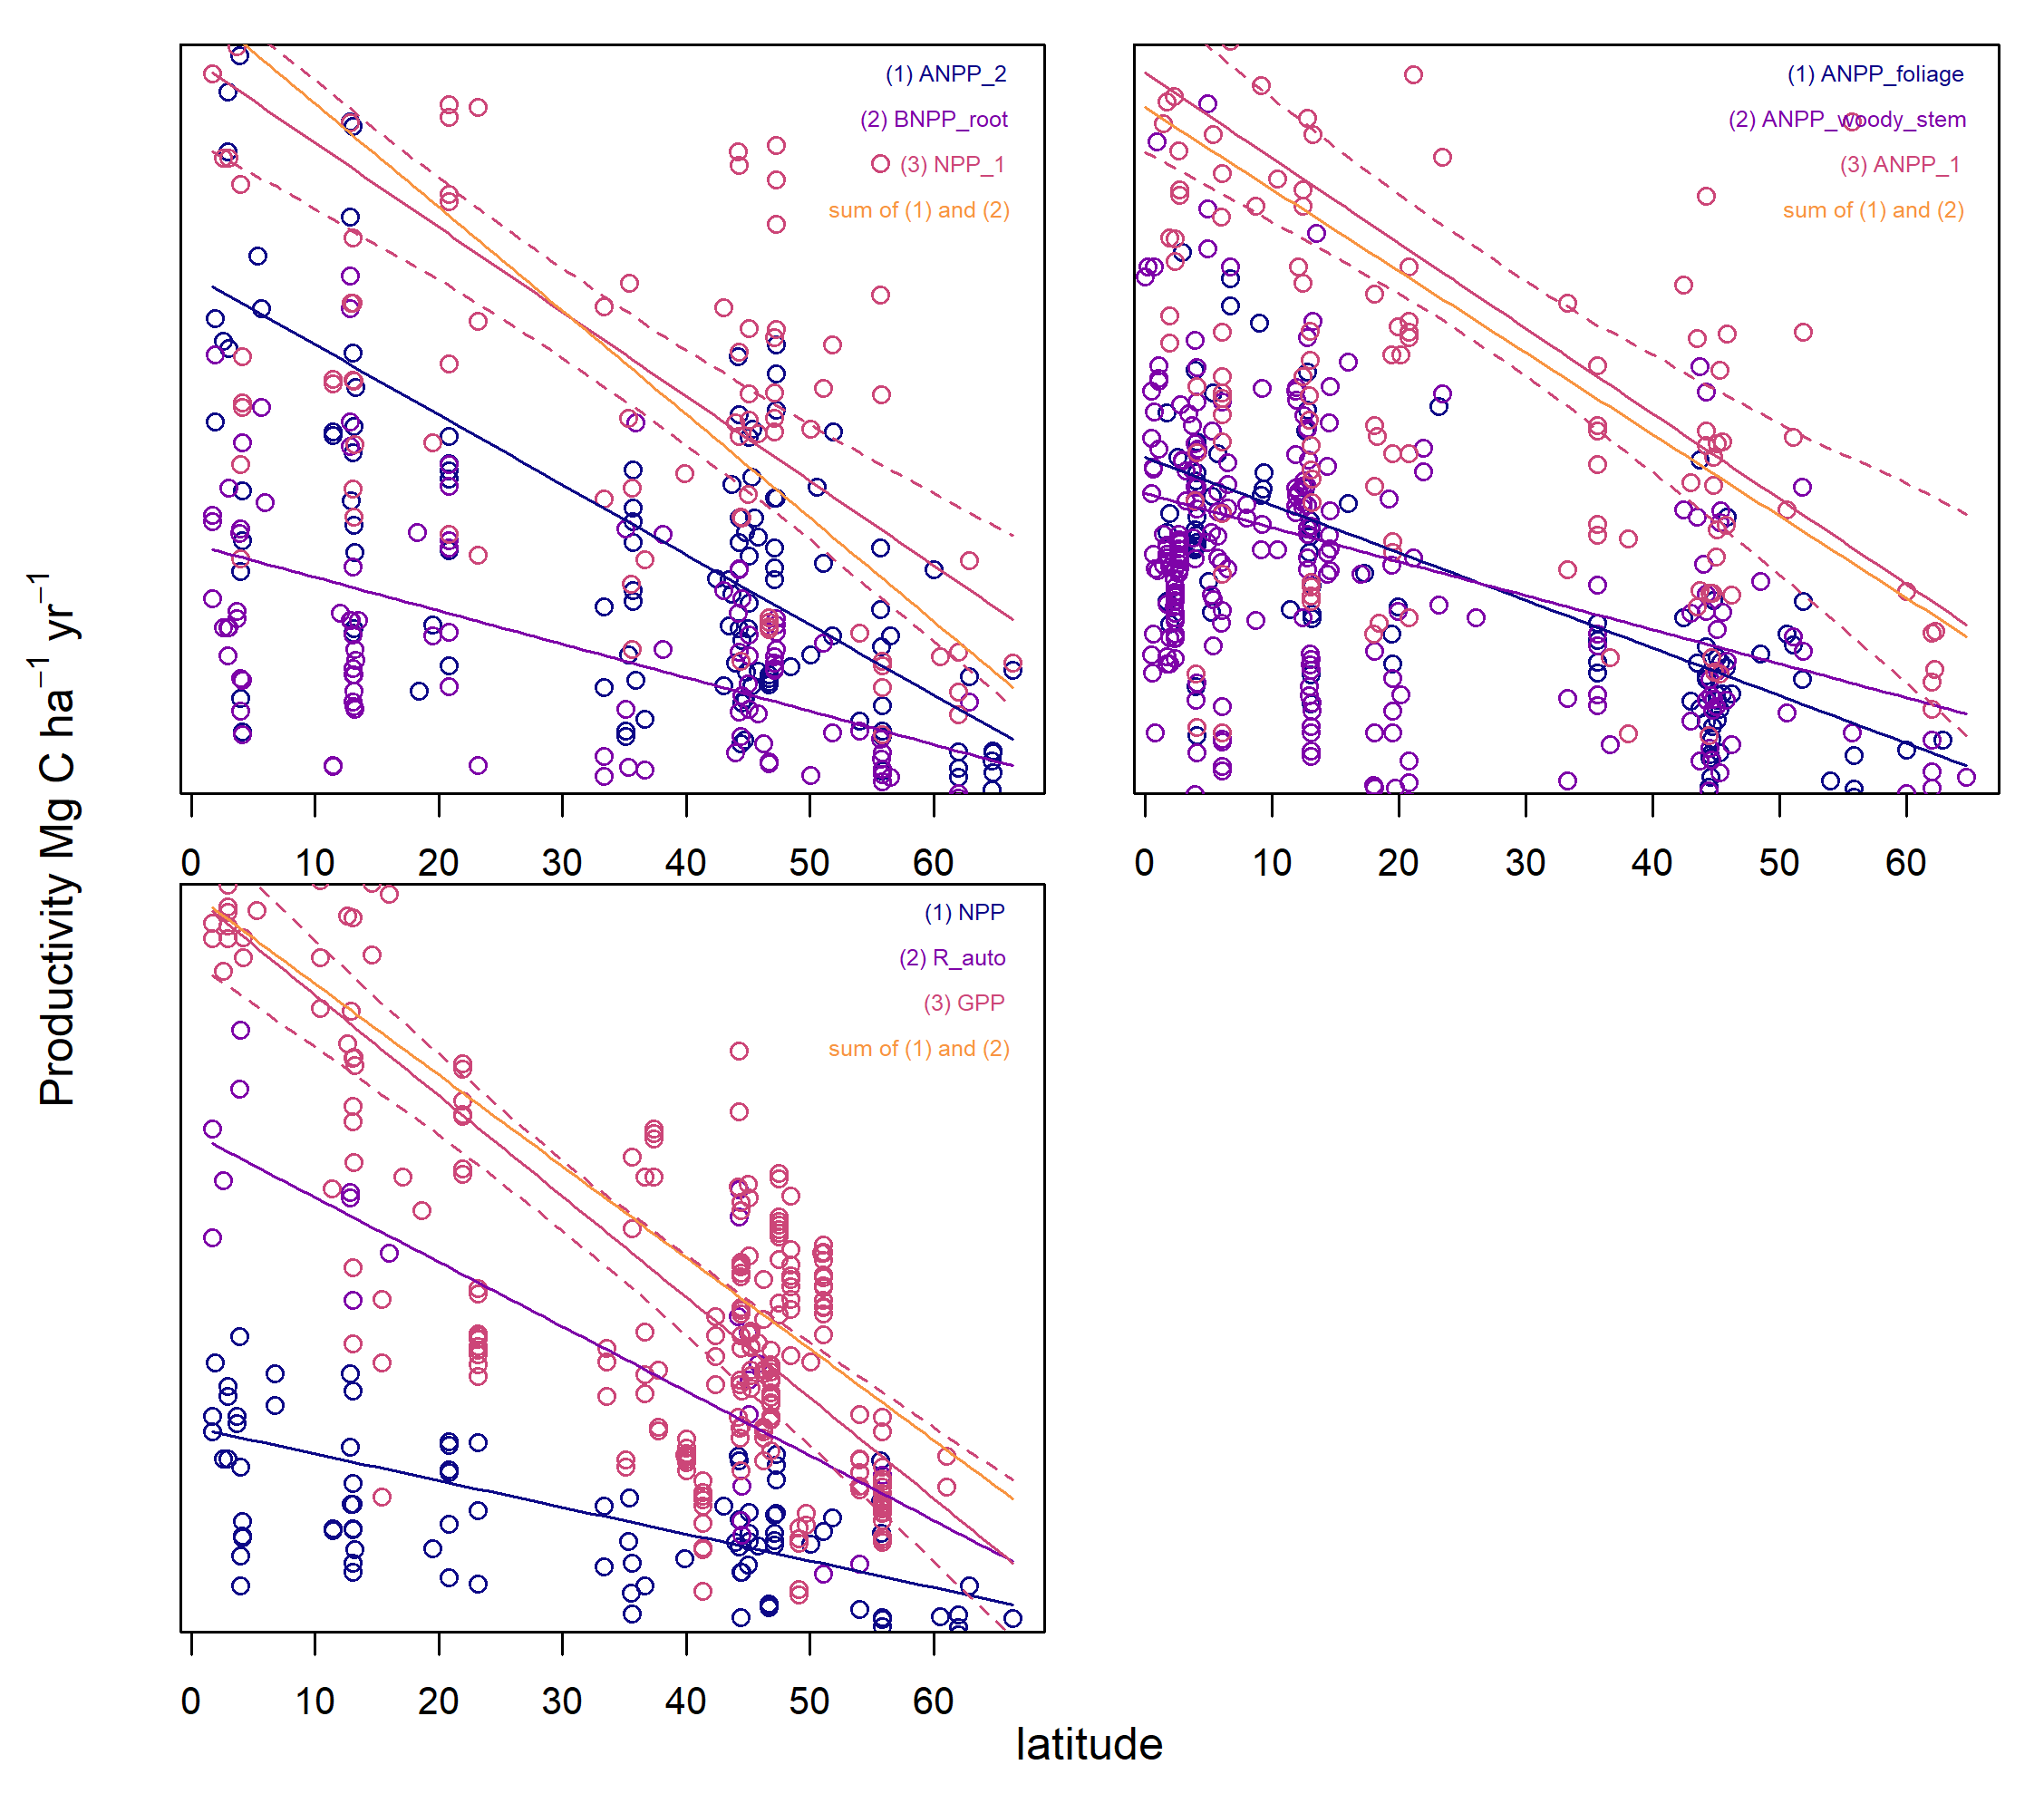 Productivity Mg C ha⁻¹ yr⁻¹
(1) ANPP_2
(2) BNPP_root
(3) NPP_1
sum of (1) and (2)
0 10 20 30 40 50 60
(1) ANPP_foliage
(2) ANPP_woody_stem
(3) ANPP_1
sum of (1) and (2)
0 10 20 30 40 50 60
(1) NPP
(2) R_auto
(3) GPP
sum of (1) and (2)
0 10 20 30 40 50 60
latitude